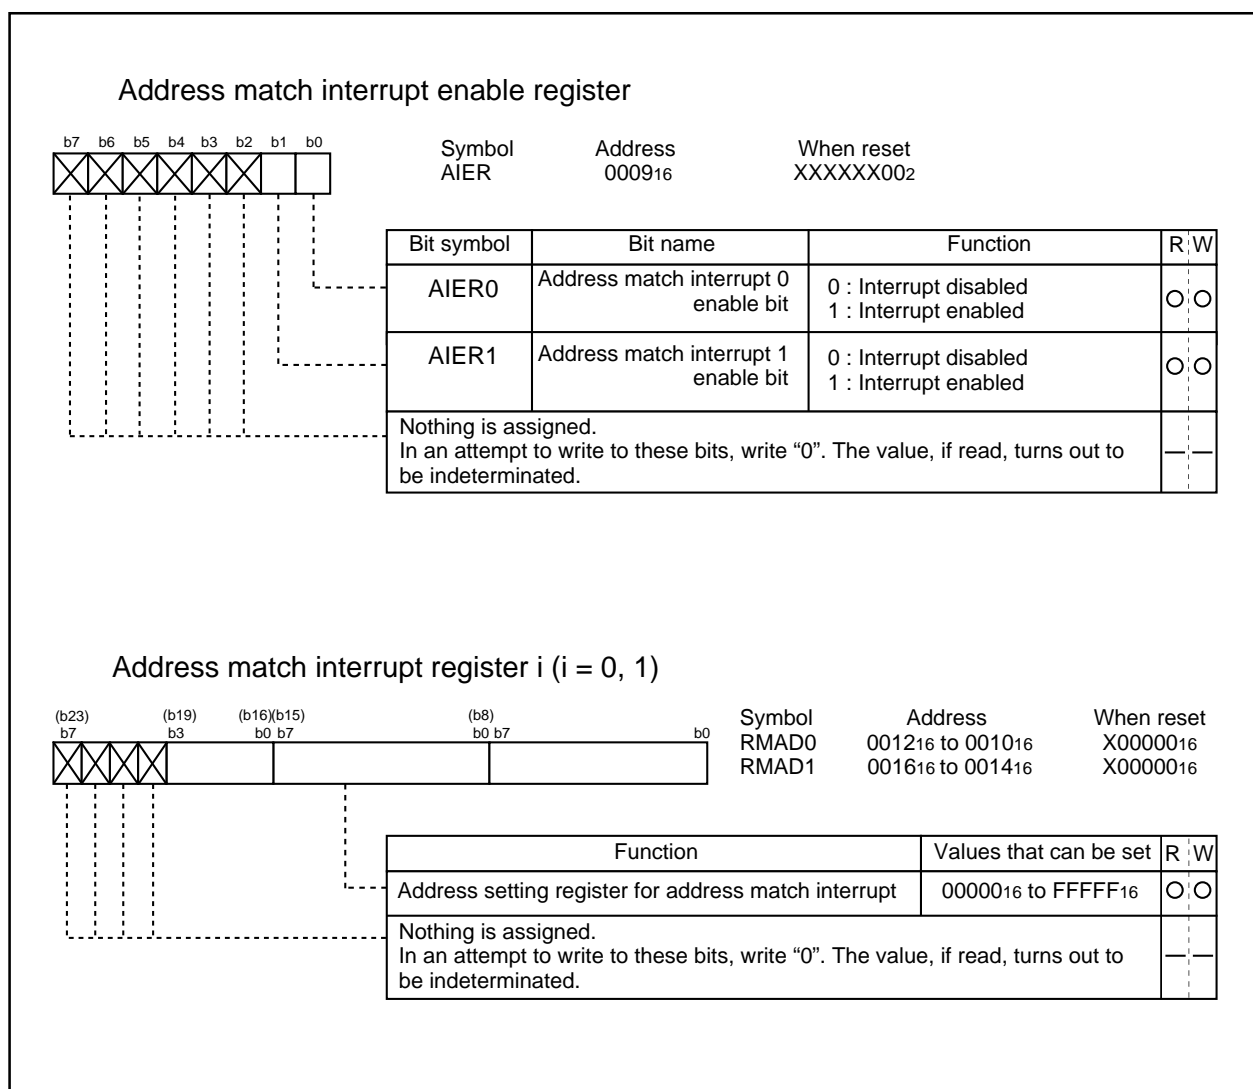 Address match interrupt enable register
b7 b6 b5 b4 b3 b2 b1 b0
Symbol Address When reset
AIER 000916 XXXXXX002
Bit symbol Bit name Function R W
AIER0 Address match interrupt 0 enable bit 0 : Interrupt disabled
1 : Interrupt enabled
AIER1 Address match interrupt 1 enable bit 0 : Interrupt disabled
1 : Interrupt enabled
Nothing is assigned.
In an attempt to write to these bits, write “0”. The value, if read, turns out to
be indeterminated.
Address match interrupt register i (i = 0, 1)
(b23) (b19) (b16)(b15) (b8)
b7 b3 b0 b7 b0 b7 b0
Symbol Address When reset
RMAD0 001216 to 001016 X0000016
RMAD1 001616 to 001416 X0000016
Function Values that can be set R W
Address setting register for address match interrupt 0000016 to FFFFF16
Nothing is assigned.
In an attempt to write to these bits, write “0”. The value, if read, turns out to
be indeterminated.